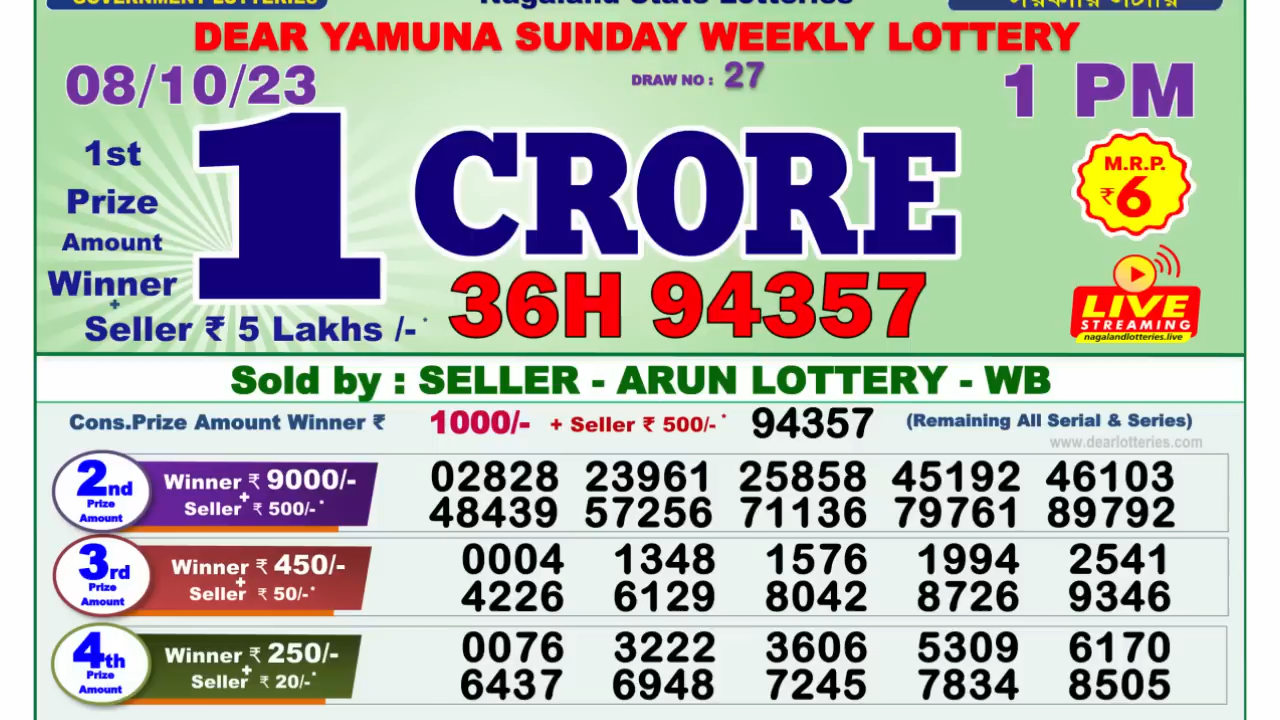 GOVERNMENT LOTTERIES Nagaland State Lotteries
DEAR YAMUNA SUNDAY WEEKLY LOTTERY
08/10/23 DRAW NO : 27 1 PM
1st
Prize
Amount
Winner
+
Seller ₹ 5 Lakhs /-*
1 CRORE
36H 94357
M.R.P.
₹6
LIVE
STREAMING
nagalandlotteries.live
Sold by : SELLER - ARUN LOTTERY - WB
Cons.Prize Amount Winner ₹ 1000/- + Seller ₹ 500/-* 94357 (Remaining All Serial & Series)
www.dearlotteries.com
2nd
Prize
Amount
Winner ₹ 9000/-
+
Seller ₹ 500/-*
02828 23961 25858 45192 46103
48439 57256 71136 79761 89792
3rd
Prize
Amount
Winner ₹ 450/-
+
Seller ₹ 50/-*
0004 1348 1576 1994 2541
4226 6129 8042 8726 9346
4th
Prize
Amount
Winner ₹ 250/-
+
Seller ₹ 20/-*
0076 3222 3606 5309 6170
6437 6948 7245 7834 8505